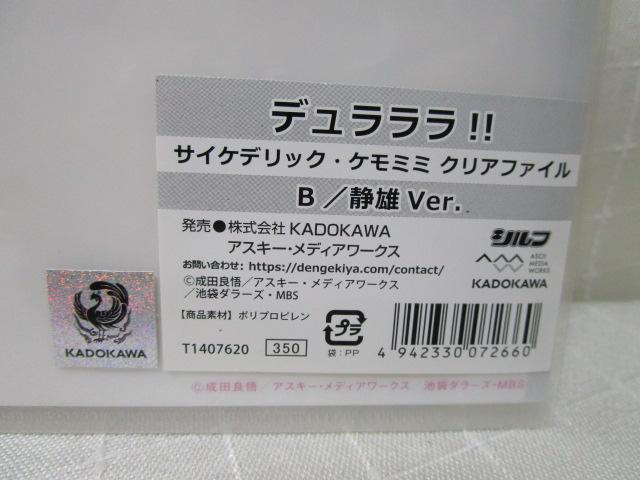 デュラララ!!
サイケデリック・ケモミミ クリアファイル
B／静雄 Ver.
発売●株式会社 KADOKAWA
アスキー・メディアワークス
お問い合わせ: https://dengekiya.com/contact/
©成田良悟／アスキー・メディアワークス
／池袋ダラーズ・MBS
【商品素材】ポリプロピレン
T1407620 350
シルフ
ASCII
MEDIA
WORKS
KADOKAWA
プラ
袋:PP
4 942330 072660
KADOKAWA
©成田良悟／アスキー・メディアワークス 池袋ダラーズ・MBS